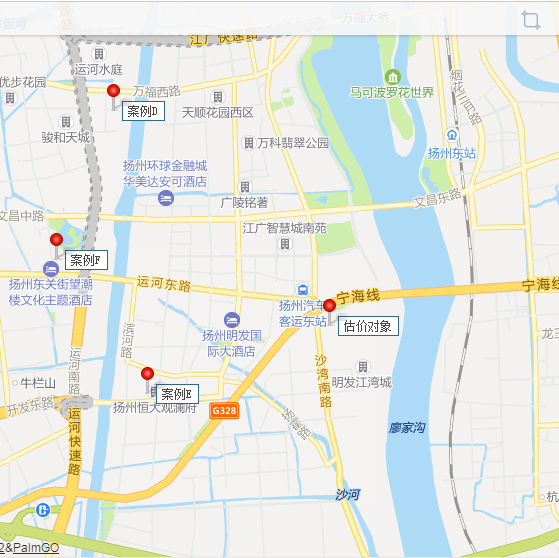 万福大桥
江广快速路
运河水庭
优步花园
万福西路
案例D
天顺花园西区
马可波罗花世界
骏和天城
万科翡翠公园
扬州东站
扬州环球金融城
华美达安可酒店
广陵铭著
文昌东路
文昌中路
江广智慧城南苑
案例F
扬州东关街望潮
楼文化主题酒店
运河东路
宁海线
宁海线
扬州汽车
客运东站
估价对象
滨河路
扬州明发国
际大酒店
沙湾南路
明发江湾城
运河南路
牛栏山
案例E
扬州恒大观澜府
开发东路
G328
运河快速路
廖家沟
沙河
杭
2&PalmGO